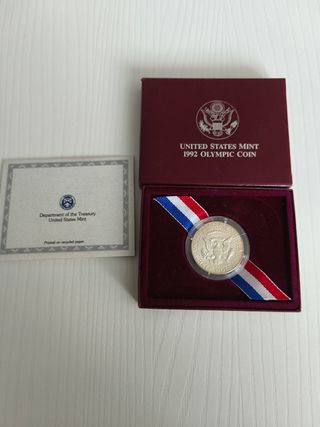 UNITED STATES MINT
1992 OLYMPIC COIN
Department of the Treasury
United States Mint
Printed on recycled paper.